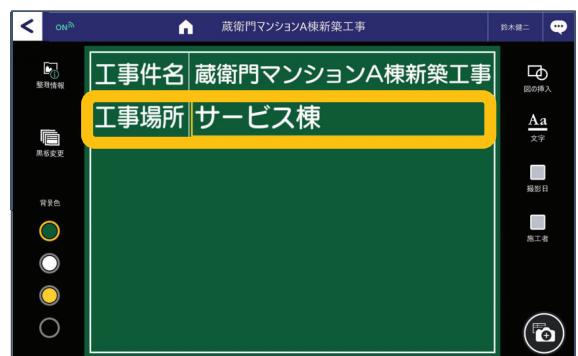 ON
蔵衛門マンションA棟新築工事
鈴木健二
整理情報
黒板変更
背景色
工事件名 蔵衛門マンションA棟新築工事
工事場所 サービス棟
図の挿入
Aa
文字
撮影日
施工者